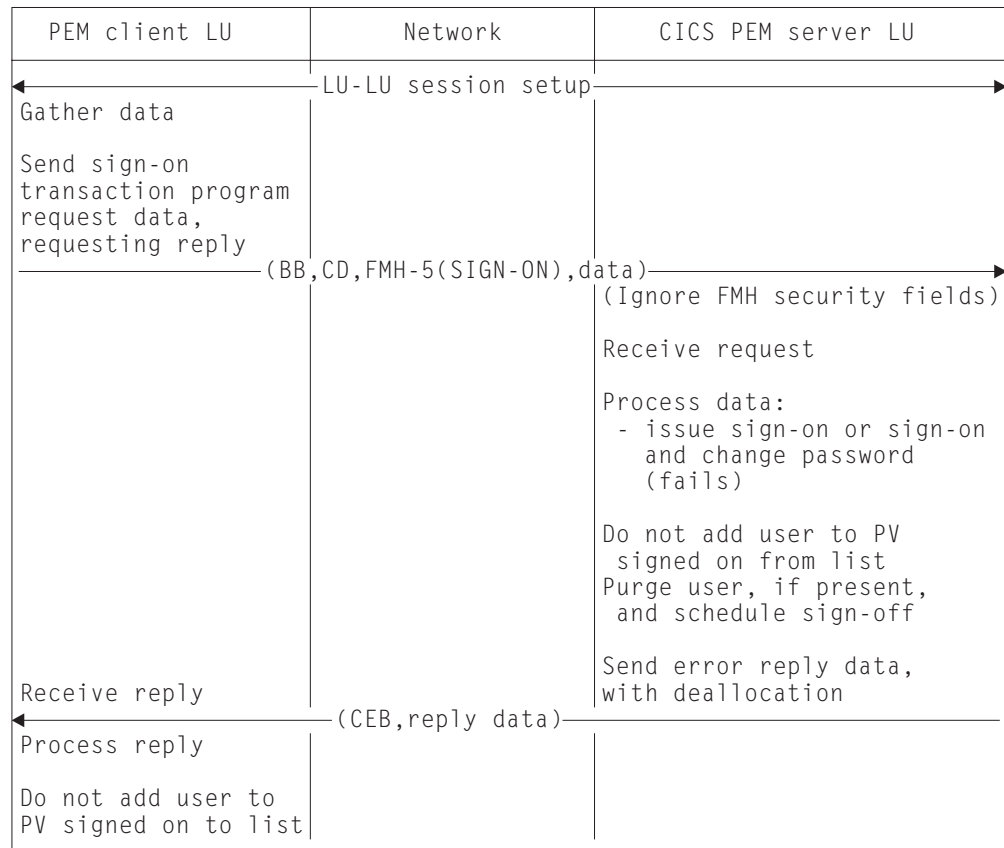 PEM client LU
Network
CICS PEM server LU
LU-LU session setup
Gather data
Send sign-on
transaction program
request data,
requesting reply
(BB,CD,FMH-5(SIGN-ON),data)
(Ignore FMH security fields)
Receive request
Process data:
- issue sign-on or sign-on
and change password
(fails)
Do not add user to PV
signed on from list
Purge user, if present,
and schedule sign-off
Send error reply data,
with deallocation
Receive reply
(CEB,reply data)
Process reply
Do not add user to
PV signed on to list